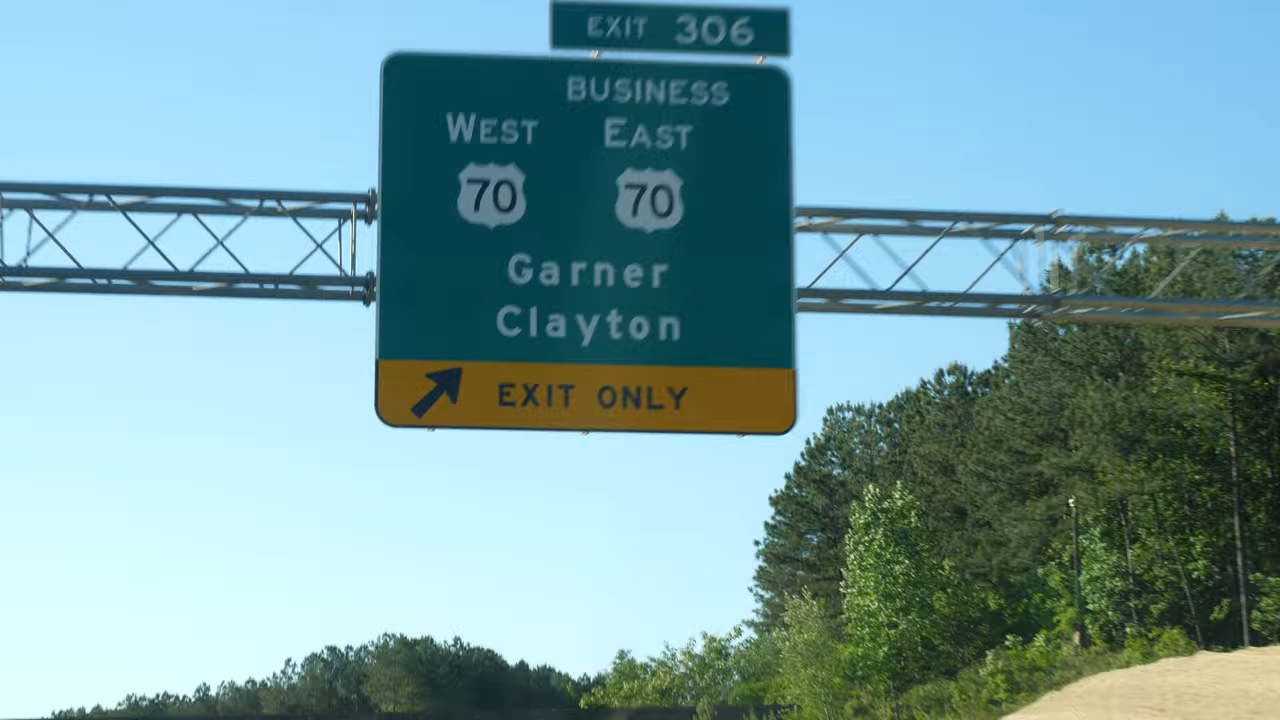 EXIT 306
BUSINESS
WEST EAST
70 70
Garner
Clayton
EXIT ONLY